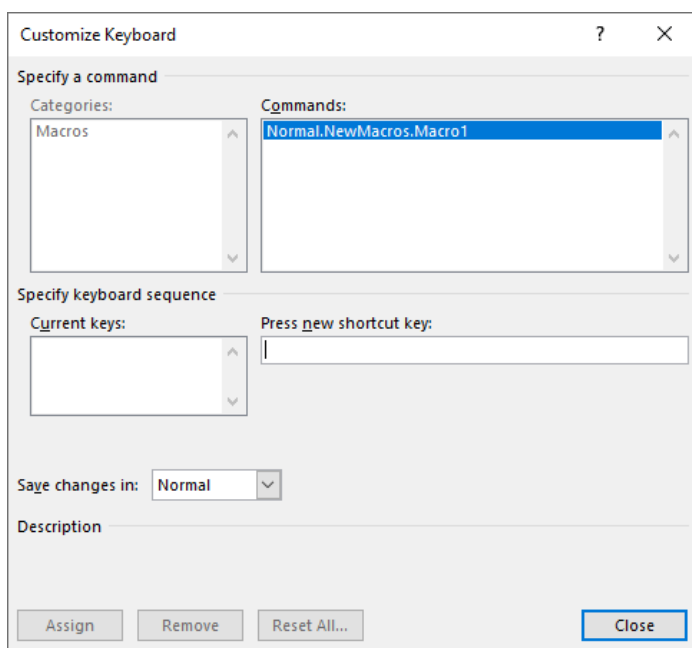 Customize Keyboard
Specify a command
Categories:
Commands:
Macros
Normal.NewMacros.Macro1
Specify keyboard sequence
Current keys:
Press new shortcut key:
Save changes in:
Normal
Description
Assign
Remove
Reset All...
Close